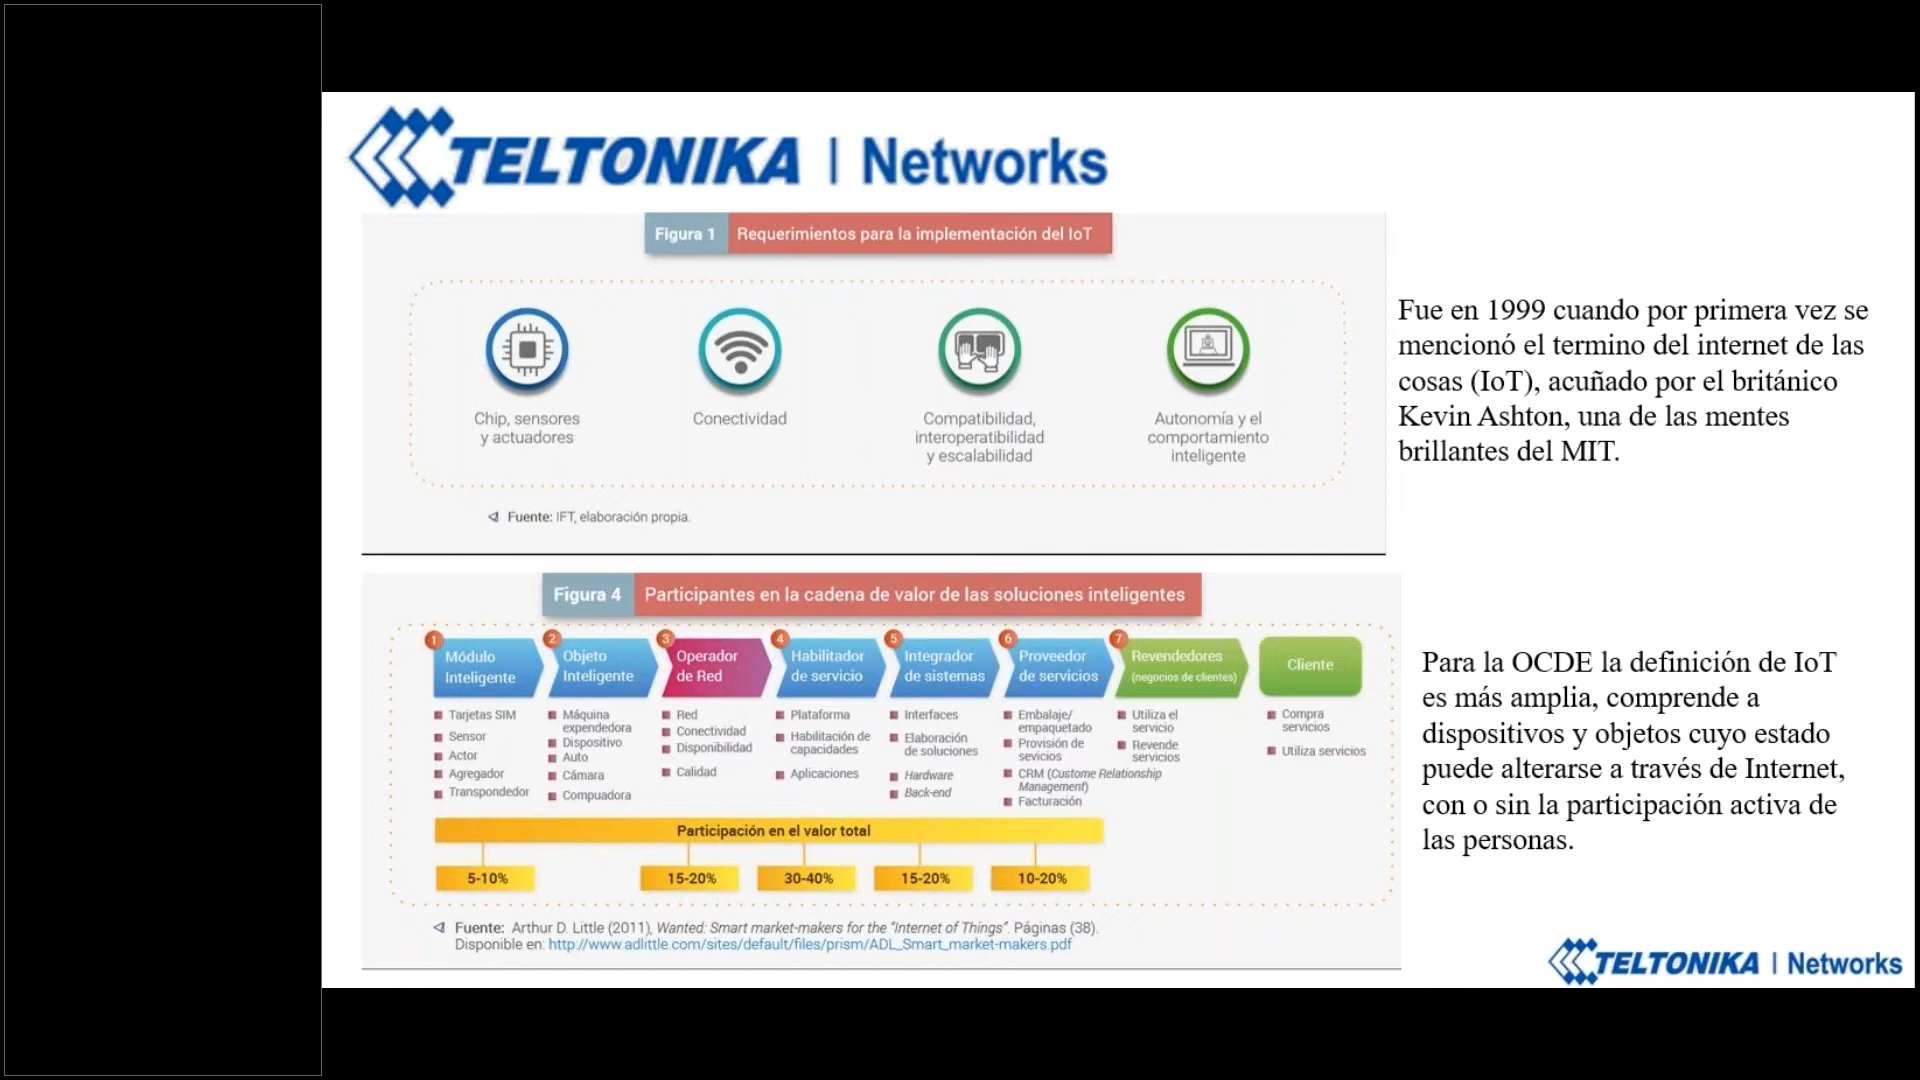 TELTONIKA | Networks
Figura 1 Requerimientos para la implementación del IoT
Chip, sensores
y actuadores
Conectividad
Compatibilidad,
interoperatibilidad
y escalabilidad
Autonomía y el
comportamiento
inteligente
Fuente: IFT, elaboración propia.
Fue en 1999 cuando por primera vez se
mencionó el termino del internet de las
cosas (IoT), acuñado por el británico
Kevin Ashton, una de las mentes
brillantes del MIT.
Figura 4 Participantes en la cadena de valor de las soluciones inteligentes
1
Módulo
Inteligente
Tarjetas SIM
Sensor
Actor
Agregador
Transpondedor
2
Objeto
Inteligente
Máquina
expendedora
Dispositivo
Auto
Cámara
Compuadora
3
Operador
de Red
Red
Conectividad
Disponibilidad
Calidad
4
Habilitador
de servicio
Plataforma
Habilitación de
capacidades
Aplicaciones
5
Integrador
de sistemas
Interfaces
Elaboración
de soluciones
Hardware
Back-end
6
Proveedor
de servicios
Embalaje/
empaquetado
Provisión de
sevicios
CRM (Custome Relationship
Management)
Facturación
7
Revendedores
(negocios de clientes)
Utiliza el
servicio
Revende
servicios
Cliente
Compra
servicios
Utiliza servicios
Participación en el valor total
5-10%
15-20%
30-40%
15-20%
10-20%
Fuente: Arthur D. Little (2011), Wanted: Smart market-makers for the "Internet of Things". Páginas (38).
Disponible en: http://www.adlittle.com/sites/default/files/prism/ADL_Smart_market-makers.pdf
Para la OCDE la definición de IoT
es más amplia, comprende a
dispositivos y objetos cuyo estado
puede alterarse a través de Internet,
con o sin la participación activa de
las personas.
TELTONIKA | Networks